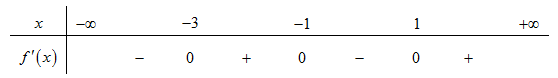 x −∞ −3 −1 1 +∞
f'(x) − 0 + 0 − 0 +